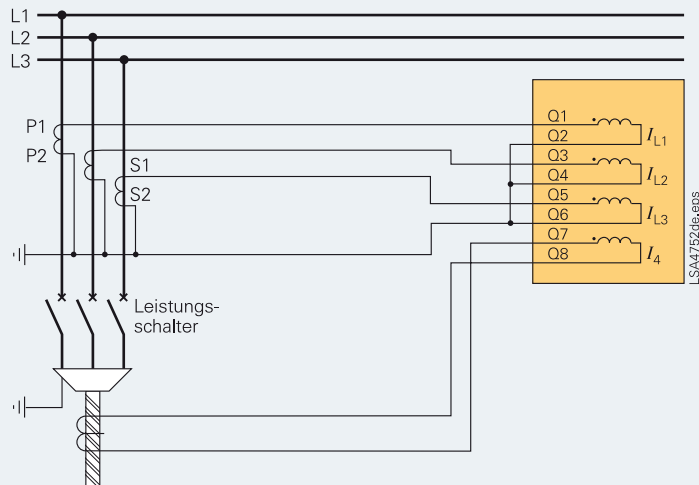 L1
L2
L3
P1
P2
S1
S2
Q1
Q2
Q3
Q4
Q5
Q6
Q7
Q8
IL1
IL2
IL3
I4
Leistungs-
schalter
LSA4752de.eps